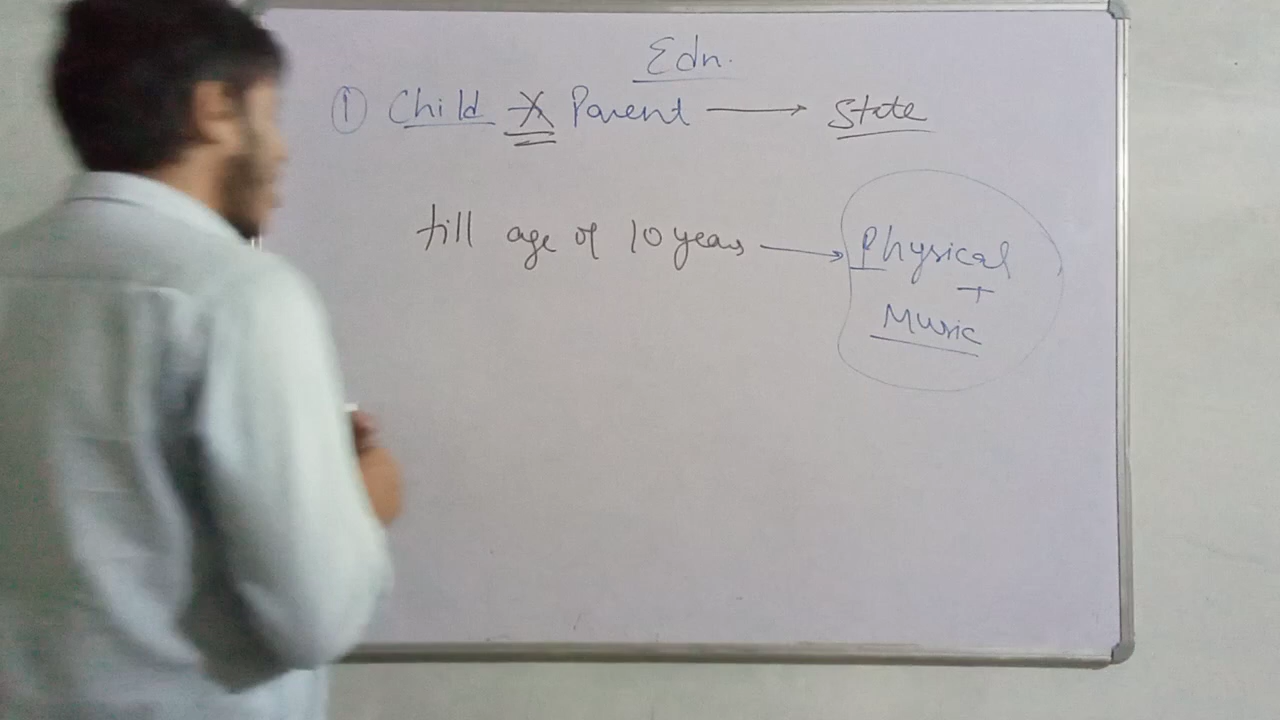 Edn.
① Child X Parent → State
till age of 10 years → Physical
+
Music